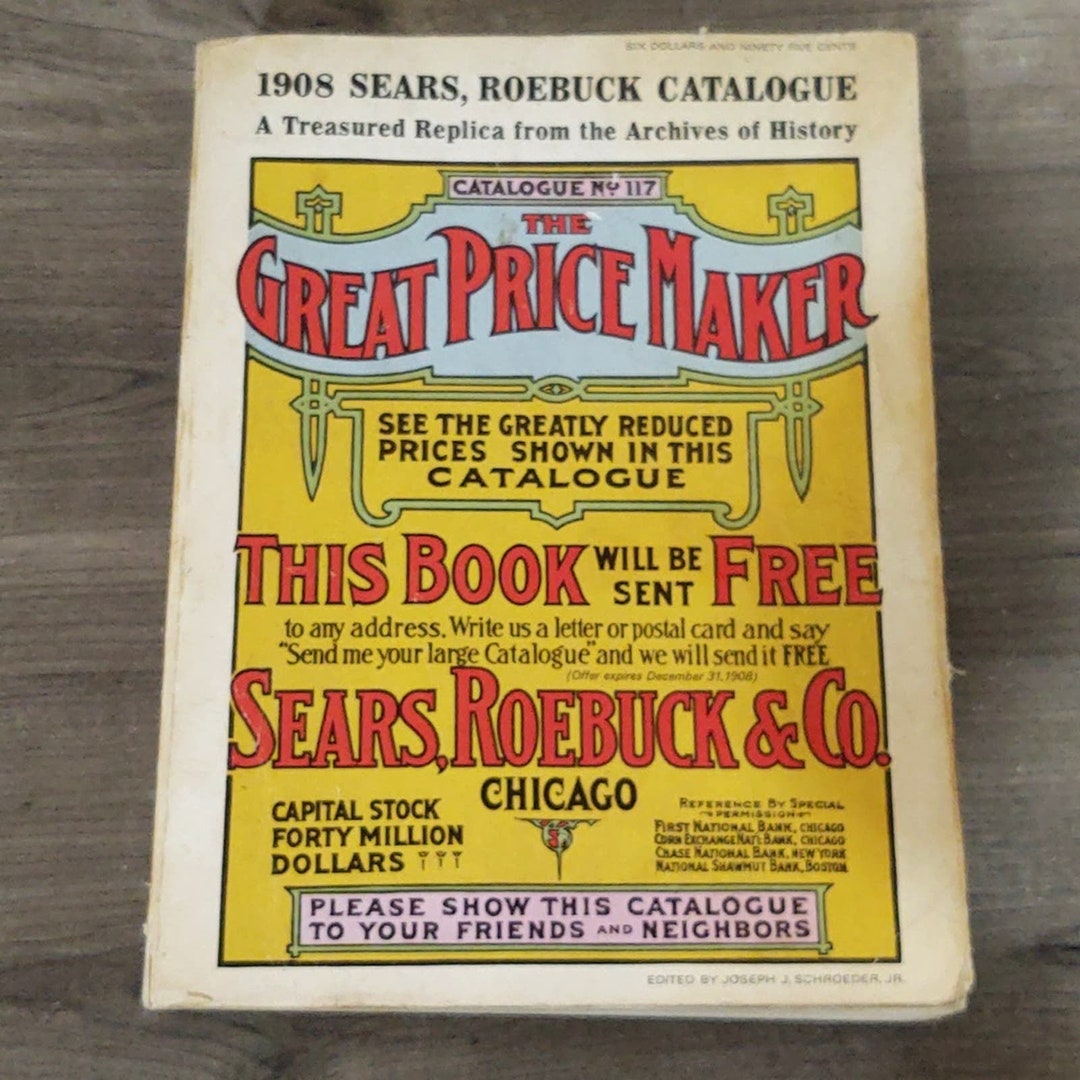 SIX DOLLARS AND NINETY FIVE CENTS
1908 SEARS, ROEBUCK CATALOGUE
A Treasured Replica from the Archives of History
CATALOGUE No 117
THE
GREAT PRICE MAKER
SEE THE GREATLY REDUCED
PRICES SHOWN IN THIS
CATALOGUE
THIS BOOK WILL BE SENT FREE
to any address. Write us a letter or postal card and say
"Send me your large Catalogue" and we will send it FREE
(Offer expires December 31, 1908)
SEARS, ROEBUCK & CO.
CHICAGO
CAPITAL STOCK
FORTY MILLION
DOLLARS
REFERENCE BY SPECIAL
PERMISSION
FIRST NATIONAL BANK, CHICAGO
CORN EXCHANGE NAT'L BANK, CHICAGO
CHASE NATIONAL BANK, NEW YORK
NATIONAL SHAWMUT BANK, BOSTON
PLEASE SHOW THIS CATALOGUE
TO YOUR FRIENDS AND NEIGHBORS
EDITED BY JOSEPH J. SCHROEDER, JR.